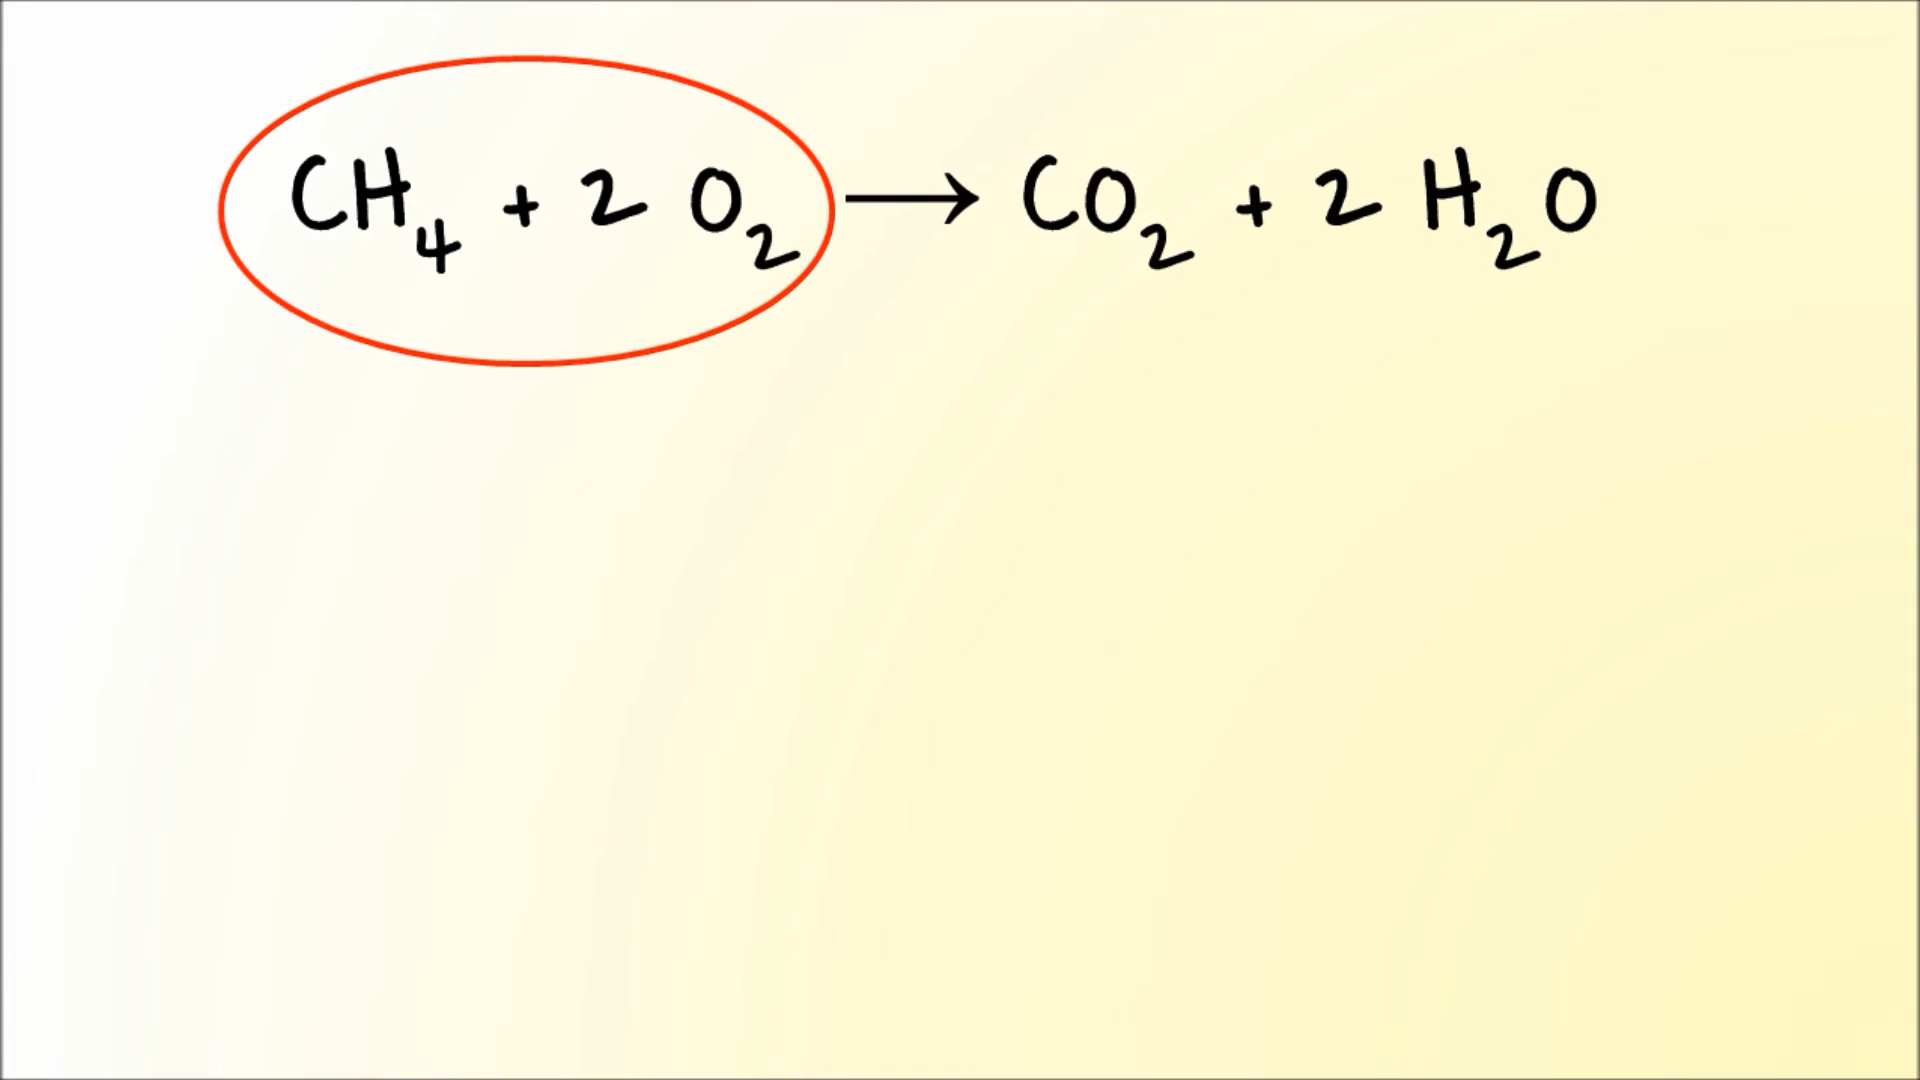 CH₄ + 2 O₂ → CO₂ + 2 H₂O